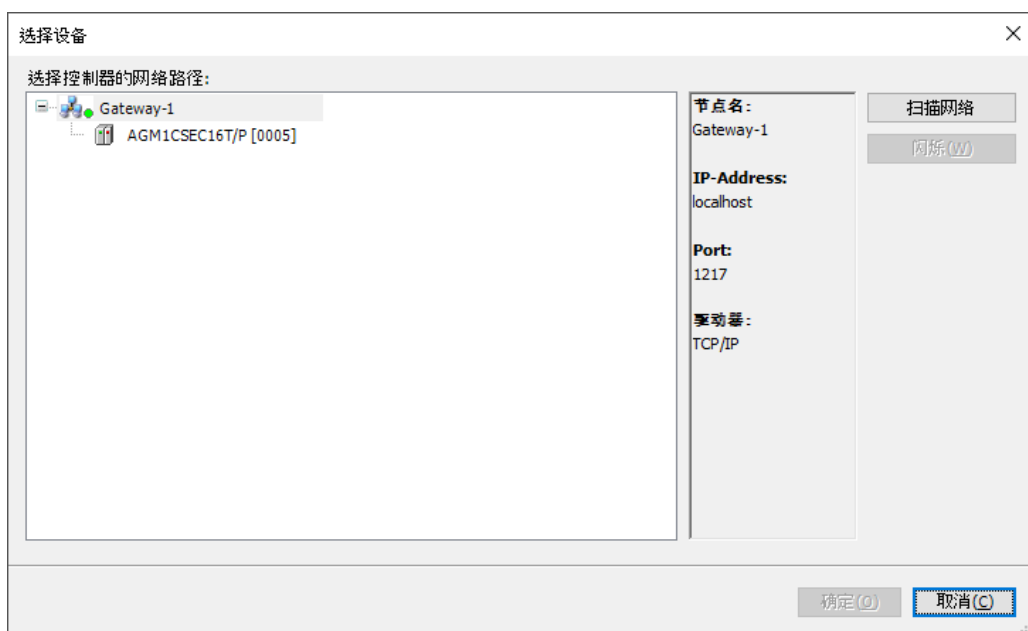 选择设备
选择控制器的网络路径:
Gateway-1
AGM1CSEC16T/P [0005]
节点名:
Gateway-1
IP-Address:
localhost
Port:
1217
驱动器:
TCP/IP
扫描网络
闪烁(W)
确定(O)
取消(C)